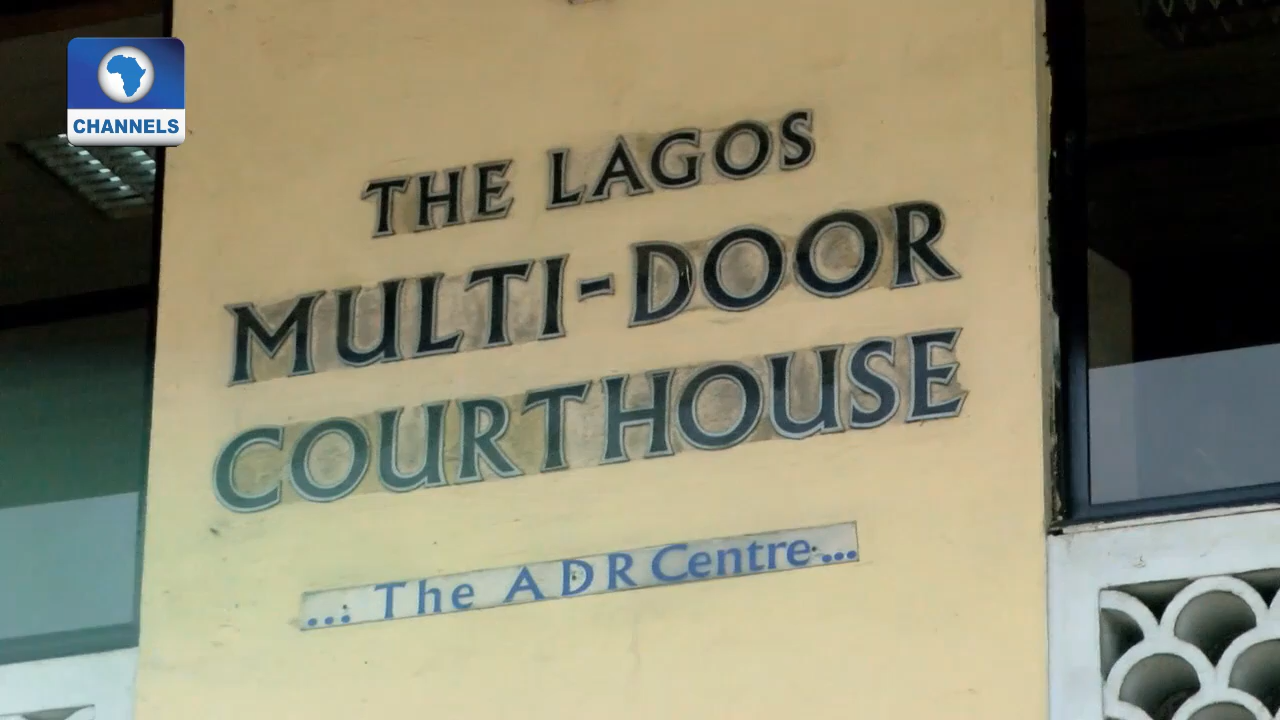 CHANNELS
THE LAGOS
MULTI-DOOR
COURTHOUSE
... The ADR Centre ...